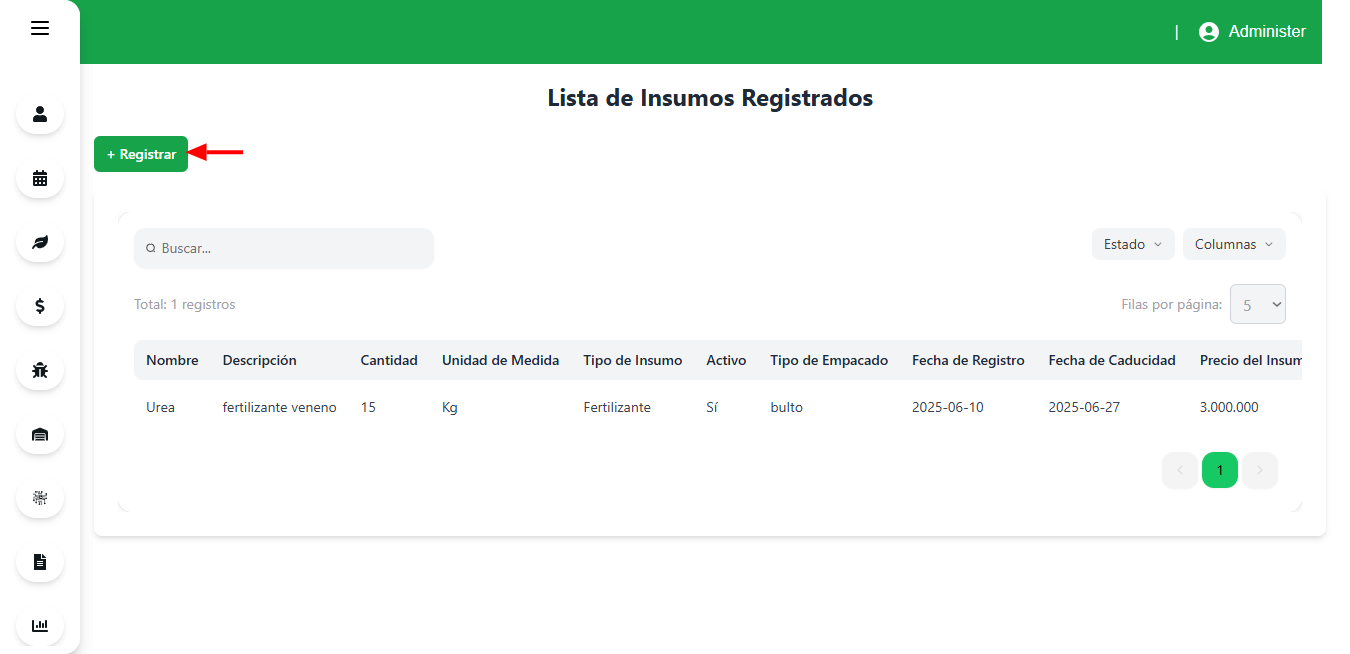 | Administer
Lista de Insumos Registrados
+ Registrar
Buscar...
Estado
Columnas
Total: 1 registros
Filas por página: 5
Nombre Descripción Cantidad Unidad de Medida Tipo de Insumo Activo Tipo de Empacado Fecha de Registro Fecha de Caducidad Precio del Insum
Urea fertilizante veneno 15 Kg Fertilizante Sí bulto 2025-06-10 2025-06-27 3.000.000
1